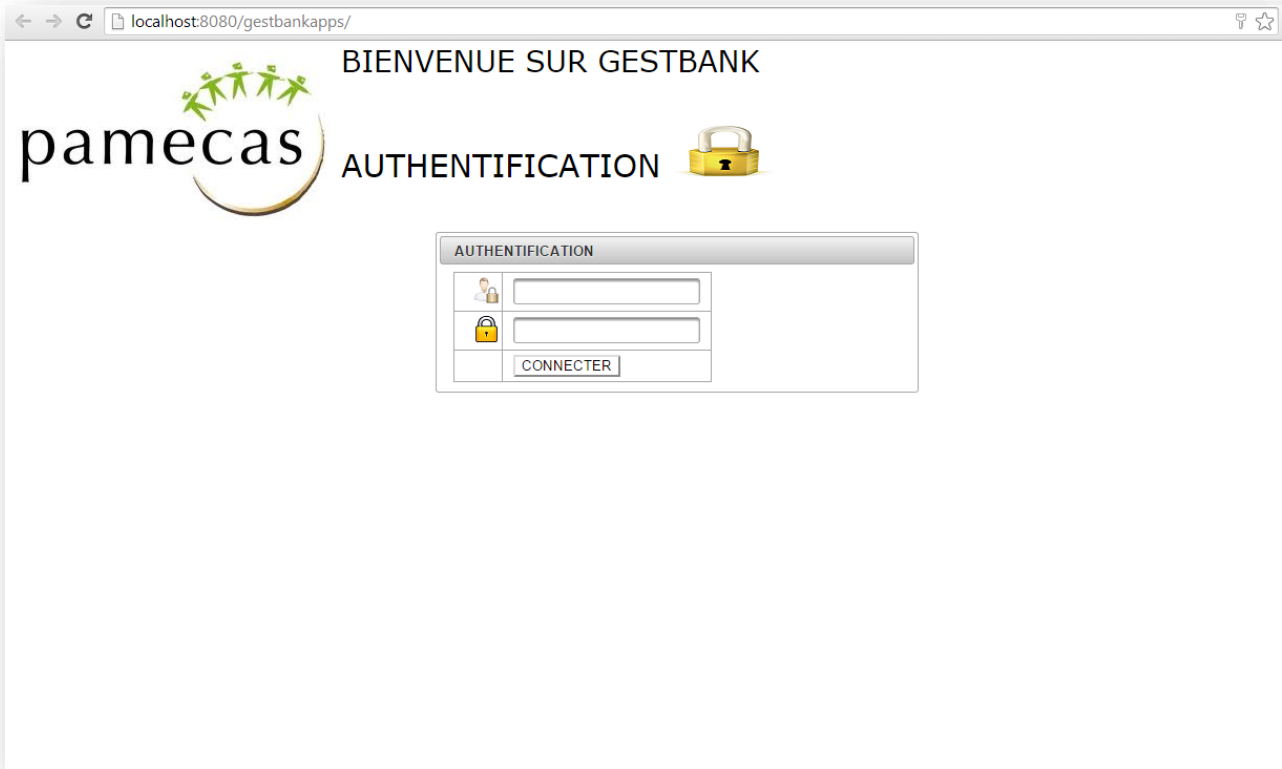 localhost:8080/gestbankapps/
BIENVENUE SUR GESTBANK
pamecas
AUTHENTIFICATION
AUTHENTIFICATION
CONNECTER